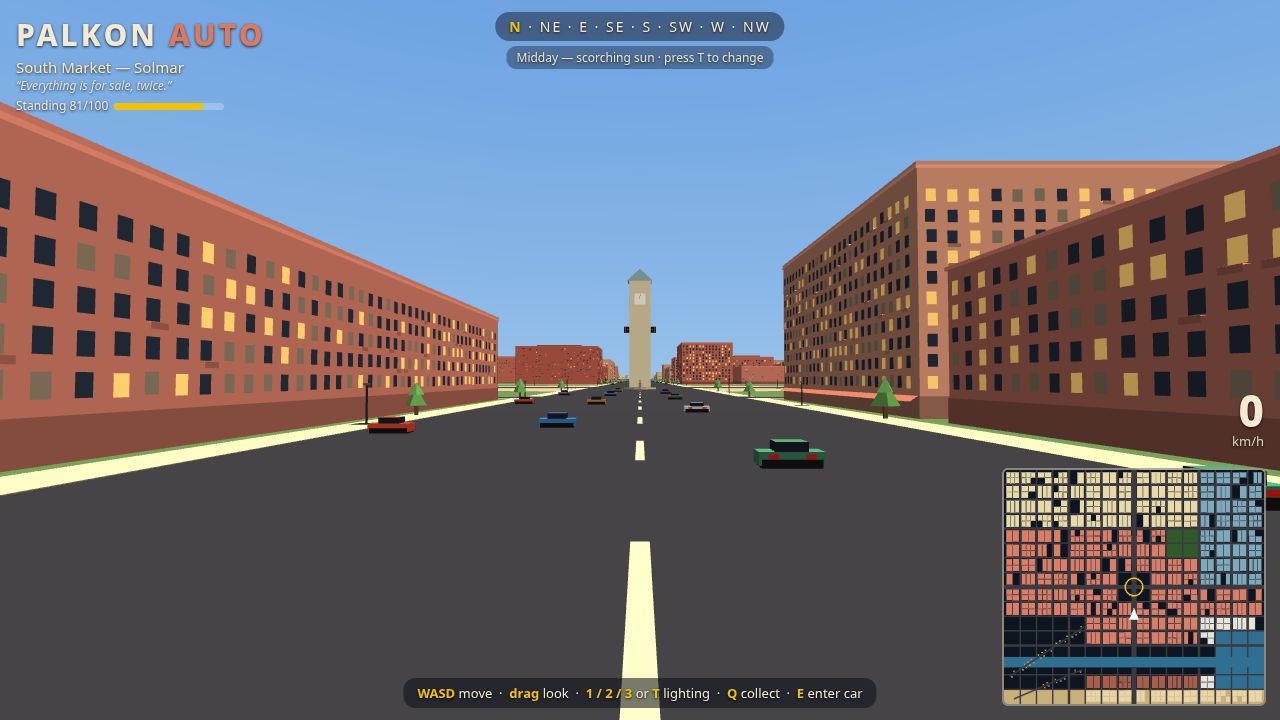 PALKON AUTO
South Market — Solmar
“Everything is for sale, twice.”
Standing 81/100
N · NE · E · SE · S · SW · W · NW
Midday — scorching sun · press T to change
0
km/h
WASD move · drag look · 1 / 2 / 3 or T lighting · Q collect · E enter car